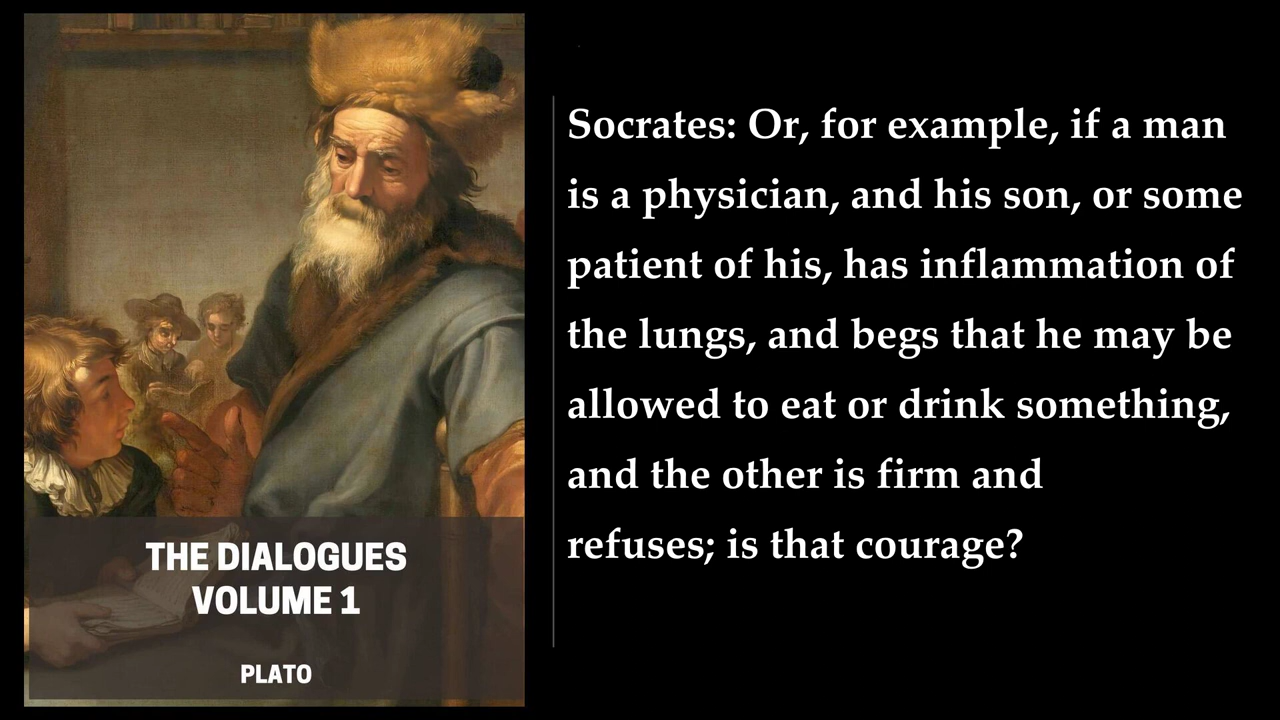 Socrates: Or, for example, if a man
is a physician, and his son, or some
patient of his, has inflammation of
the lungs, and begs that he may be
allowed to eat or drink something,
and the other is firm and
refuses; is that courage?
THE DIALOGUES
VOLUME 1
PLATO